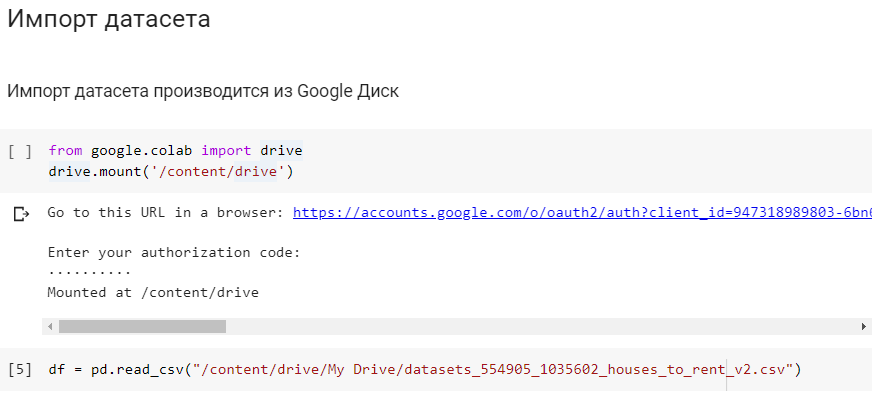 Импорт датасета
Импорт датасета производится из Google Диск
[ ] from google.colab import drive
drive.mount('/content/drive')
Go to this URL in a browser: https://accounts.google.com/o/oauth2/auth?client_id=947318989803-6bn6
Enter your authorization code:
··········
Mounted at /content/drive
[5] df = pd.read_csv("/content/drive/My Drive/datasets_554905_1035602_houses_to_rent_v2.csv")